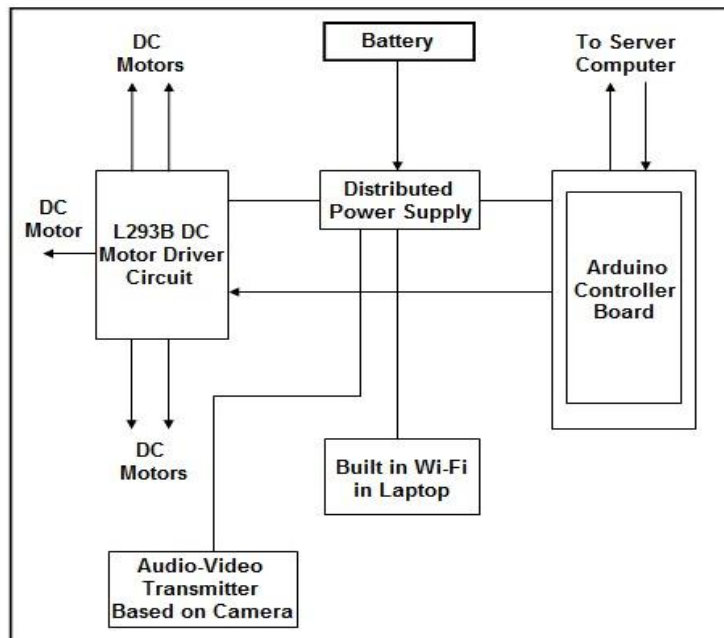 DC
Motors
Battery
To Server
Computer
Distributed
Power Supply
DC
Motor
L293B DC
Motor Driver
Circuit
Arduino
Controller
Board
DC
Motors
Built in Wi-Fi
in Laptop
Audio-Video
Transmitter
Based on Camera